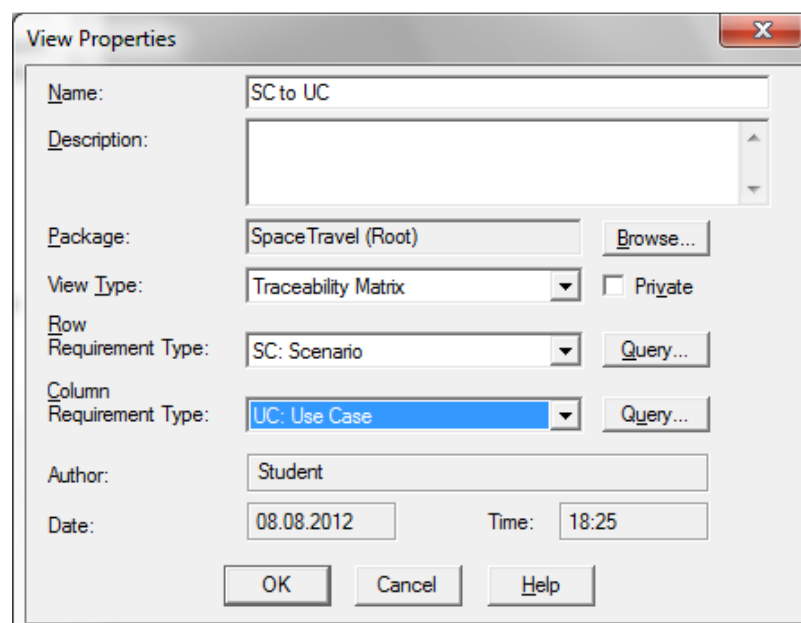 View Properties
Name: SC to UC
Description:
Package: SpaceTravel (Root) Browse...
View Type: Traceability Matrix Private
Row
Requirement Type: SC: Scenario Query...
Column
Requirement Type: UC: Use Case Query...
Author: Student
Date: 08.08.2012 Time: 18:25
OK Cancel Help